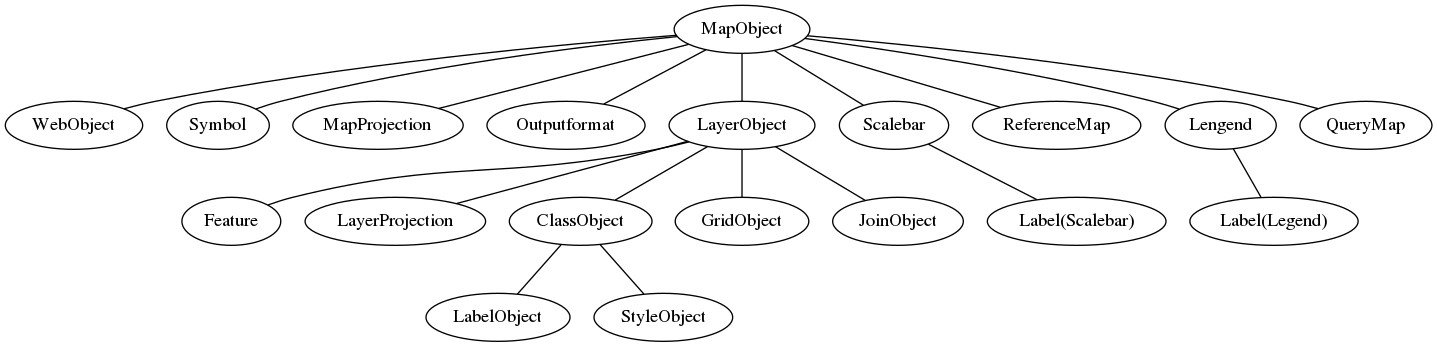 MapObject
WebObject Symbol MapProjection Outputformat LayerObject Scalebar ReferenceMap Lengend QueryMap
Feature LayerProjection ClassObject GridObject JoinObject Label(Scalebar) Label(Legend)
LabelObject StyleObject